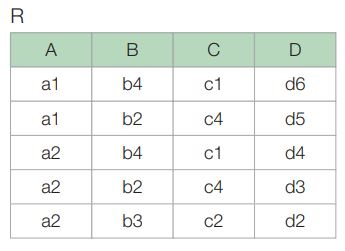 R
A B C D
a1 b4 c1 d6
a1 b2 c4 d5
a2 b4 c1 d4
a2 b2 c4 d3
a2 b3 c2 d2